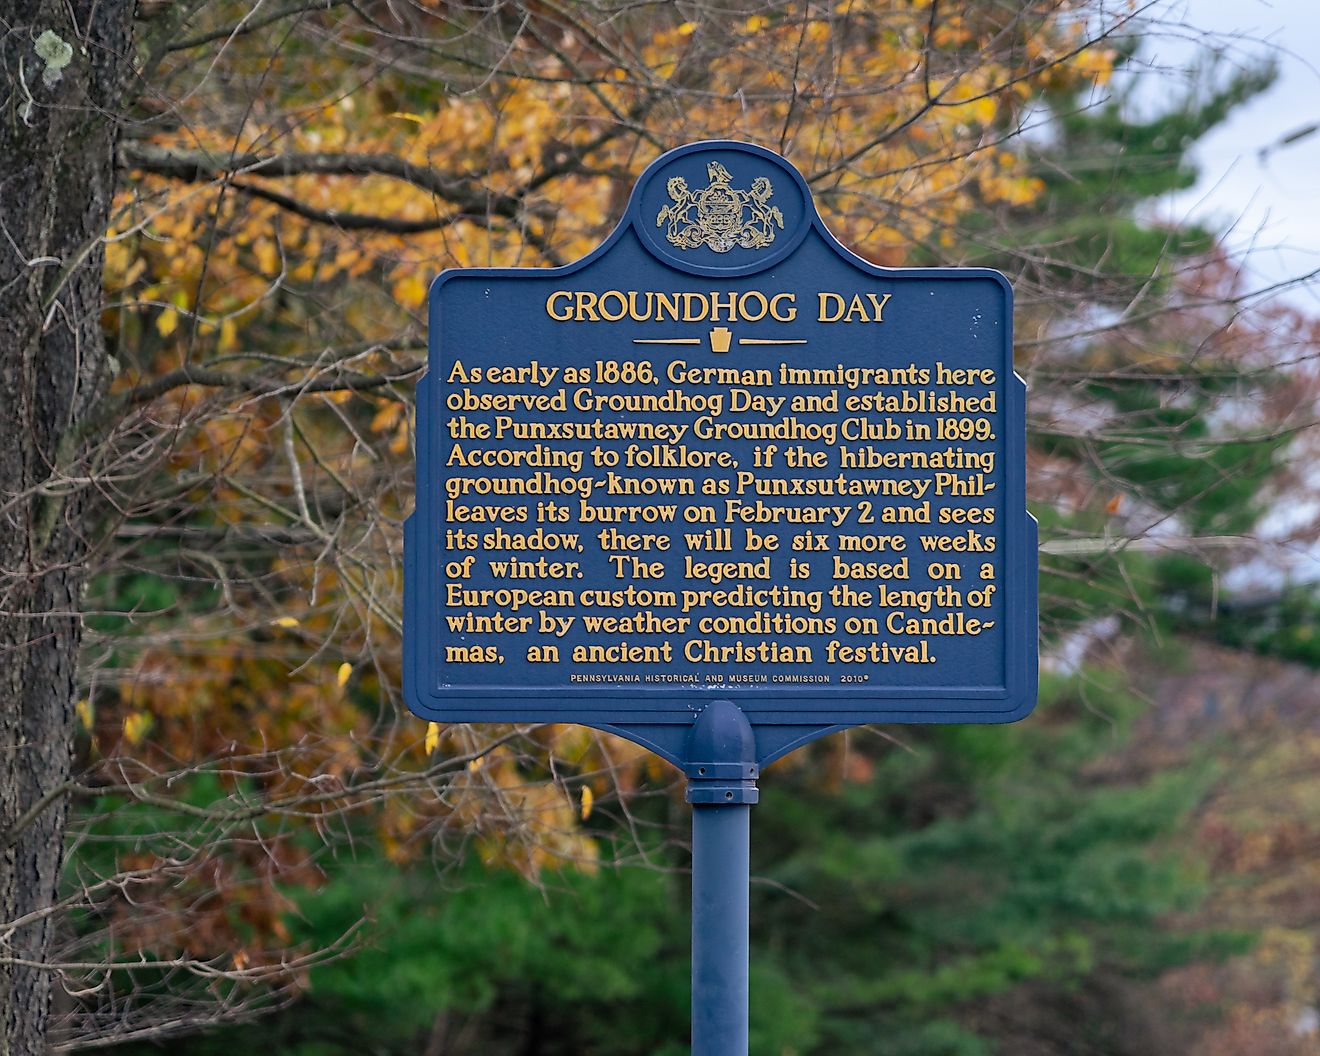 GROUNDHOG DAY
As early as 1886, German immigrants here
observed Groundhog Day and established
the Punxsutawney Groundhog Club in 1899.
According to folklore, if the hibernating
groundhog-known as Punxsutawney Phil-
leaves its burrow on February 2 and sees
its shadow, there will be six more weeks
of winter. The legend is based on a
European custom predicting the length of
winter by weather conditions on Candle-
mas, an ancient Christian festival.
PENNSYLVANIA HISTORICAL AND MUSEUM COMMISSION 2010®